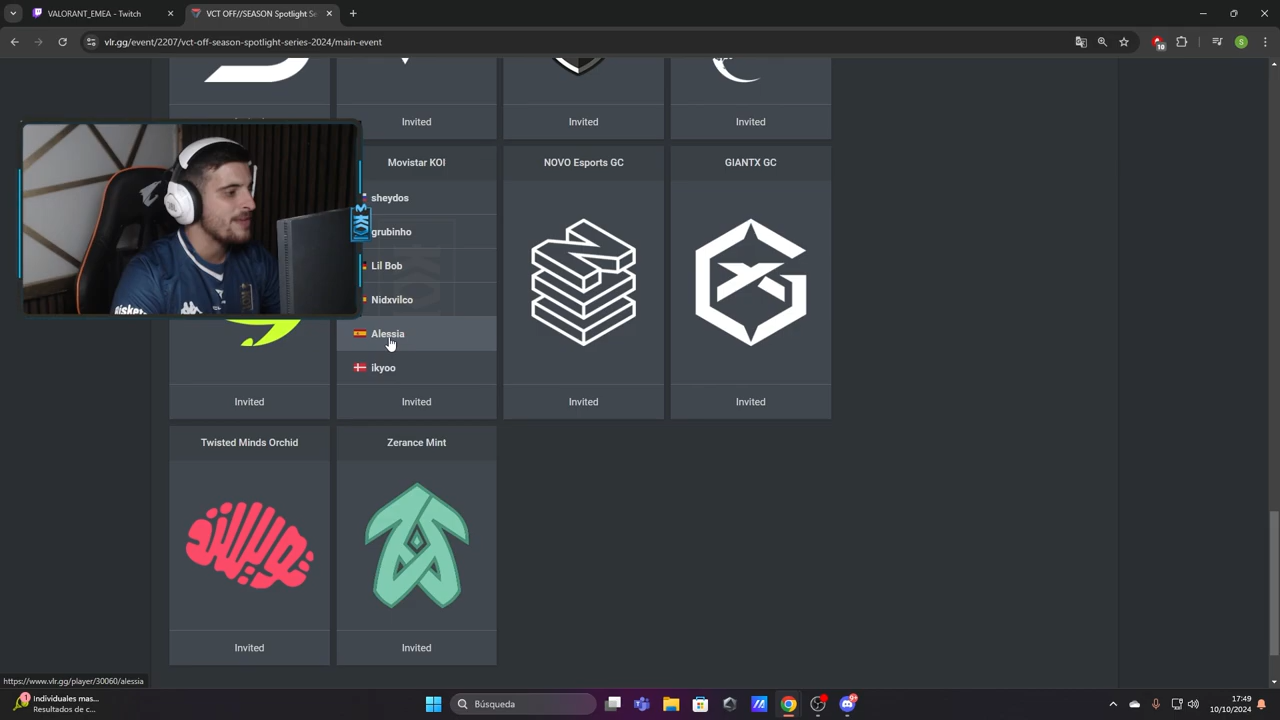 VALORANT_EMEA - Twitch
VCT OFF//SEASON Spotlight Se
vlr.gg/event/2207/vct-off-season-spotlight-series-2024/main-event
10
S
Invited
Invited
Invited
Movistar KOI
NOVO Esports GC
GIANTX GC
sheydos
grubinho
Lil Bob
Nidxvilco
Alessia
ikyoo
KOI
Invited
Invited
Invited
Invited
Twisted Minds Orchid
Zerance Mint
Invited
Invited
https://www.vlr.gg/player/30060/alessia
1
Individuales mas...
Resultados de c...
Búsqueda
17:49
10/10/2024